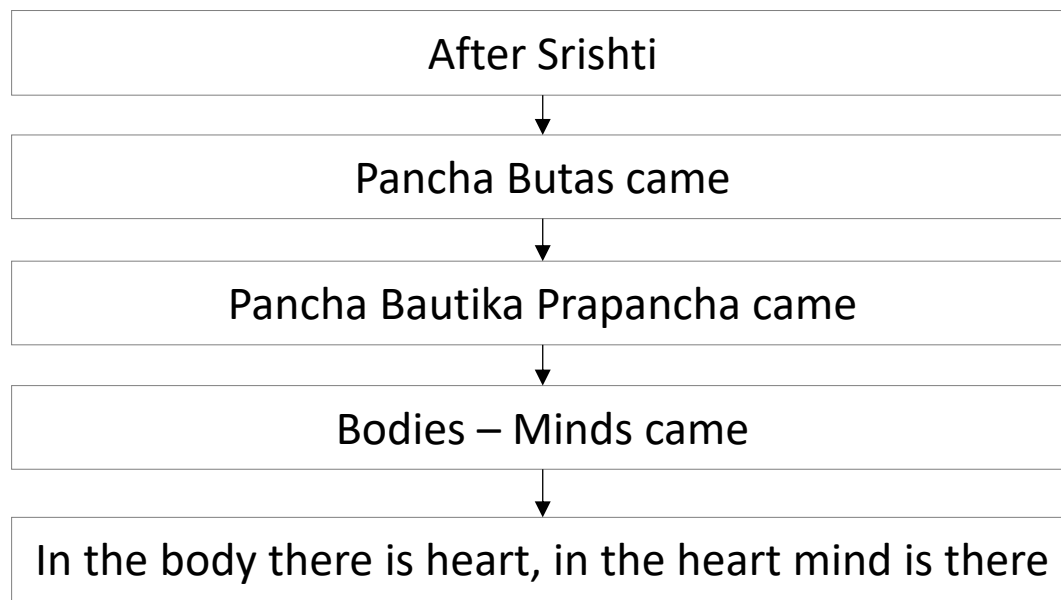 After Srishti
Pancha Butas came
Pancha Bautika Prapancha came
Bodies – Minds came
In the body there is heart, in the heart mind is there